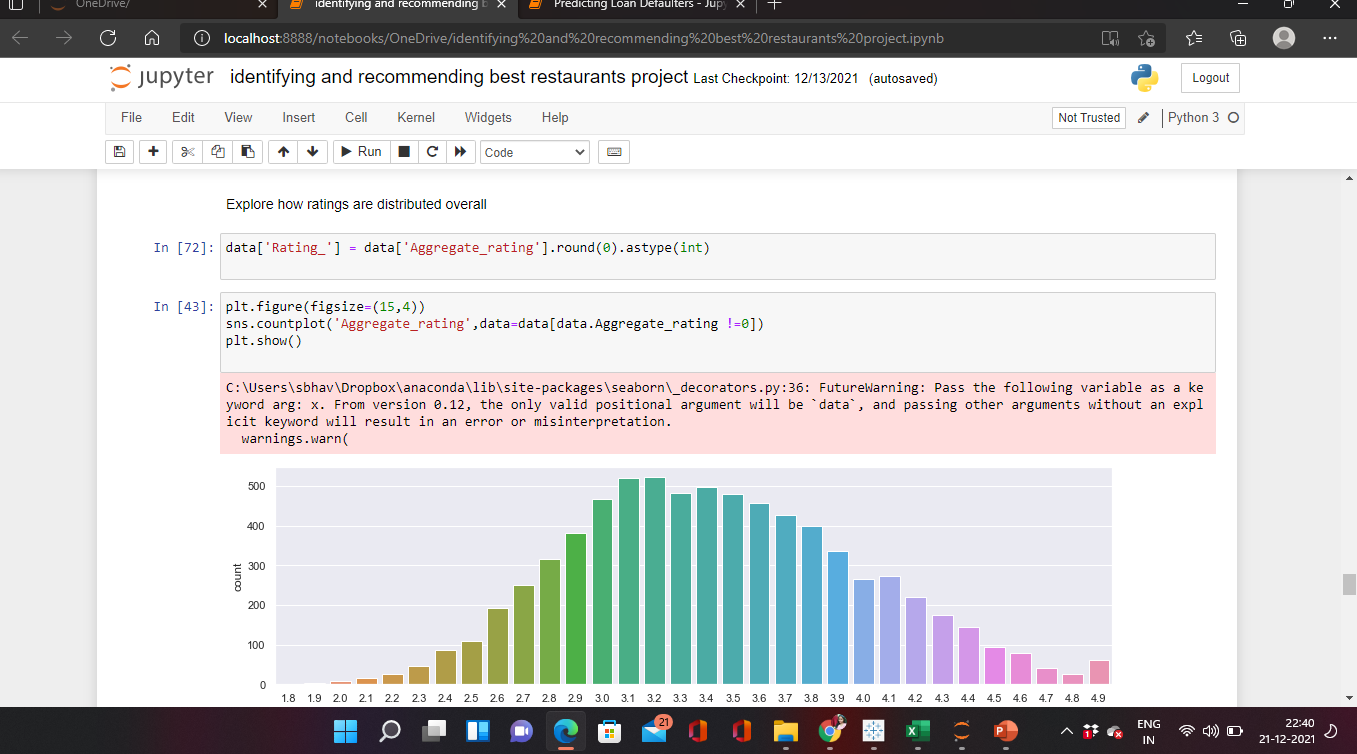 OneDrive/
identifying and recommending b
Predicting Loan Defaulters - Jup
localhost:8888/notebooks/OneDrive/identifying%20and%20recommending%20best%20restaurants%20project.ipynb
jupyter identifying and recommending best restaurants project Last Checkpoint: 12/13/2021 (autosaved)
Logout
File Edit View Insert Cell Kernel Widgets Help
Not Trusted Python 3
Run Code
Explore how ratings are distributed overall
In [72]: data['Rating_'] = data['Aggregate_rating'].round(0).astype(int)
In [43]: plt.figure(figsize=(15,4))
sns.countplot('Aggregate_rating',data=data[data.Aggregate_rating !=0])
plt.show()
C:\Users\sbhav\Dropbox\anaconda\lib\site-packages\seaborn\_decorators.py:36: FutureWarning: Pass the following variable as a ke
yword arg: x. From version 0.12, the only valid positional argument will be `data`, and passing other arguments without an expl
icit keyword will result in an error or misinterpretation.
warnings.warn(
500
400
300
200
100
0
count
1.8 1.9 2.0 2.1 2.2 2.3 2.4 2.5 2.6 2.7 2.8 2.9 3.0 3.1 3.2 3.3 3.4 3.5 3.6 3.7 3.8 3.9 4.0 4.1 4.2 4.3 4.4 4.5 4.6 4.7 4.8 4.9
21
1
ENG
IN
22:40
21-12-2021